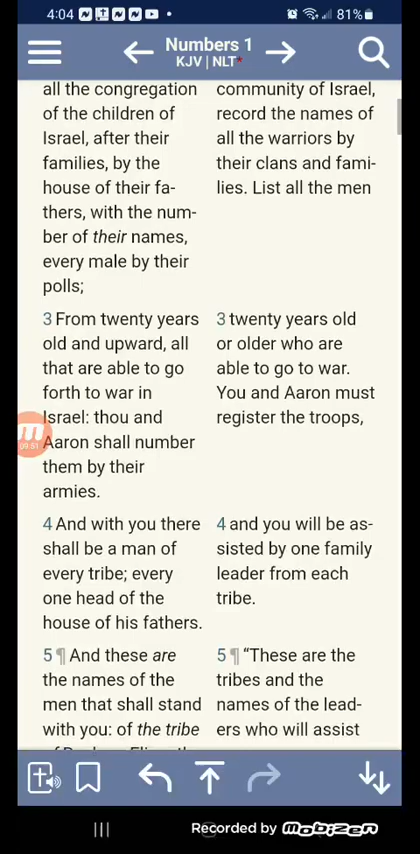 4:04
81%
Numbers 1
KJV | NLT*
all the congregation
of the children of
Israel, after their
families, by the
house of their fa-
thers, with the num-
ber of their names,
every male by their
polls;
community of Israel,
record the names of
all the warriors by
their clans and fami-
lies. List all the men
3 From twenty years
old and upward, all
that are able to go
forth to war in
Israel: thou and
Aaron shall number
them by their
armies.
3 twenty years old
or older who are
able to go to war.
You and Aaron must
register the troops,
09:51
4 And with you there
shall be a man of
every tribe; every
one head of the
house of his fathers.
4 and you will be as-
sisted by one family
leader from each
tribe.
5 ¶ And these are
the names of the
men that shall stand
with you: of the tribe
5 ¶ “These are the
tribes and the
names of the lead-
ers who will assist
Recorded by mobizen